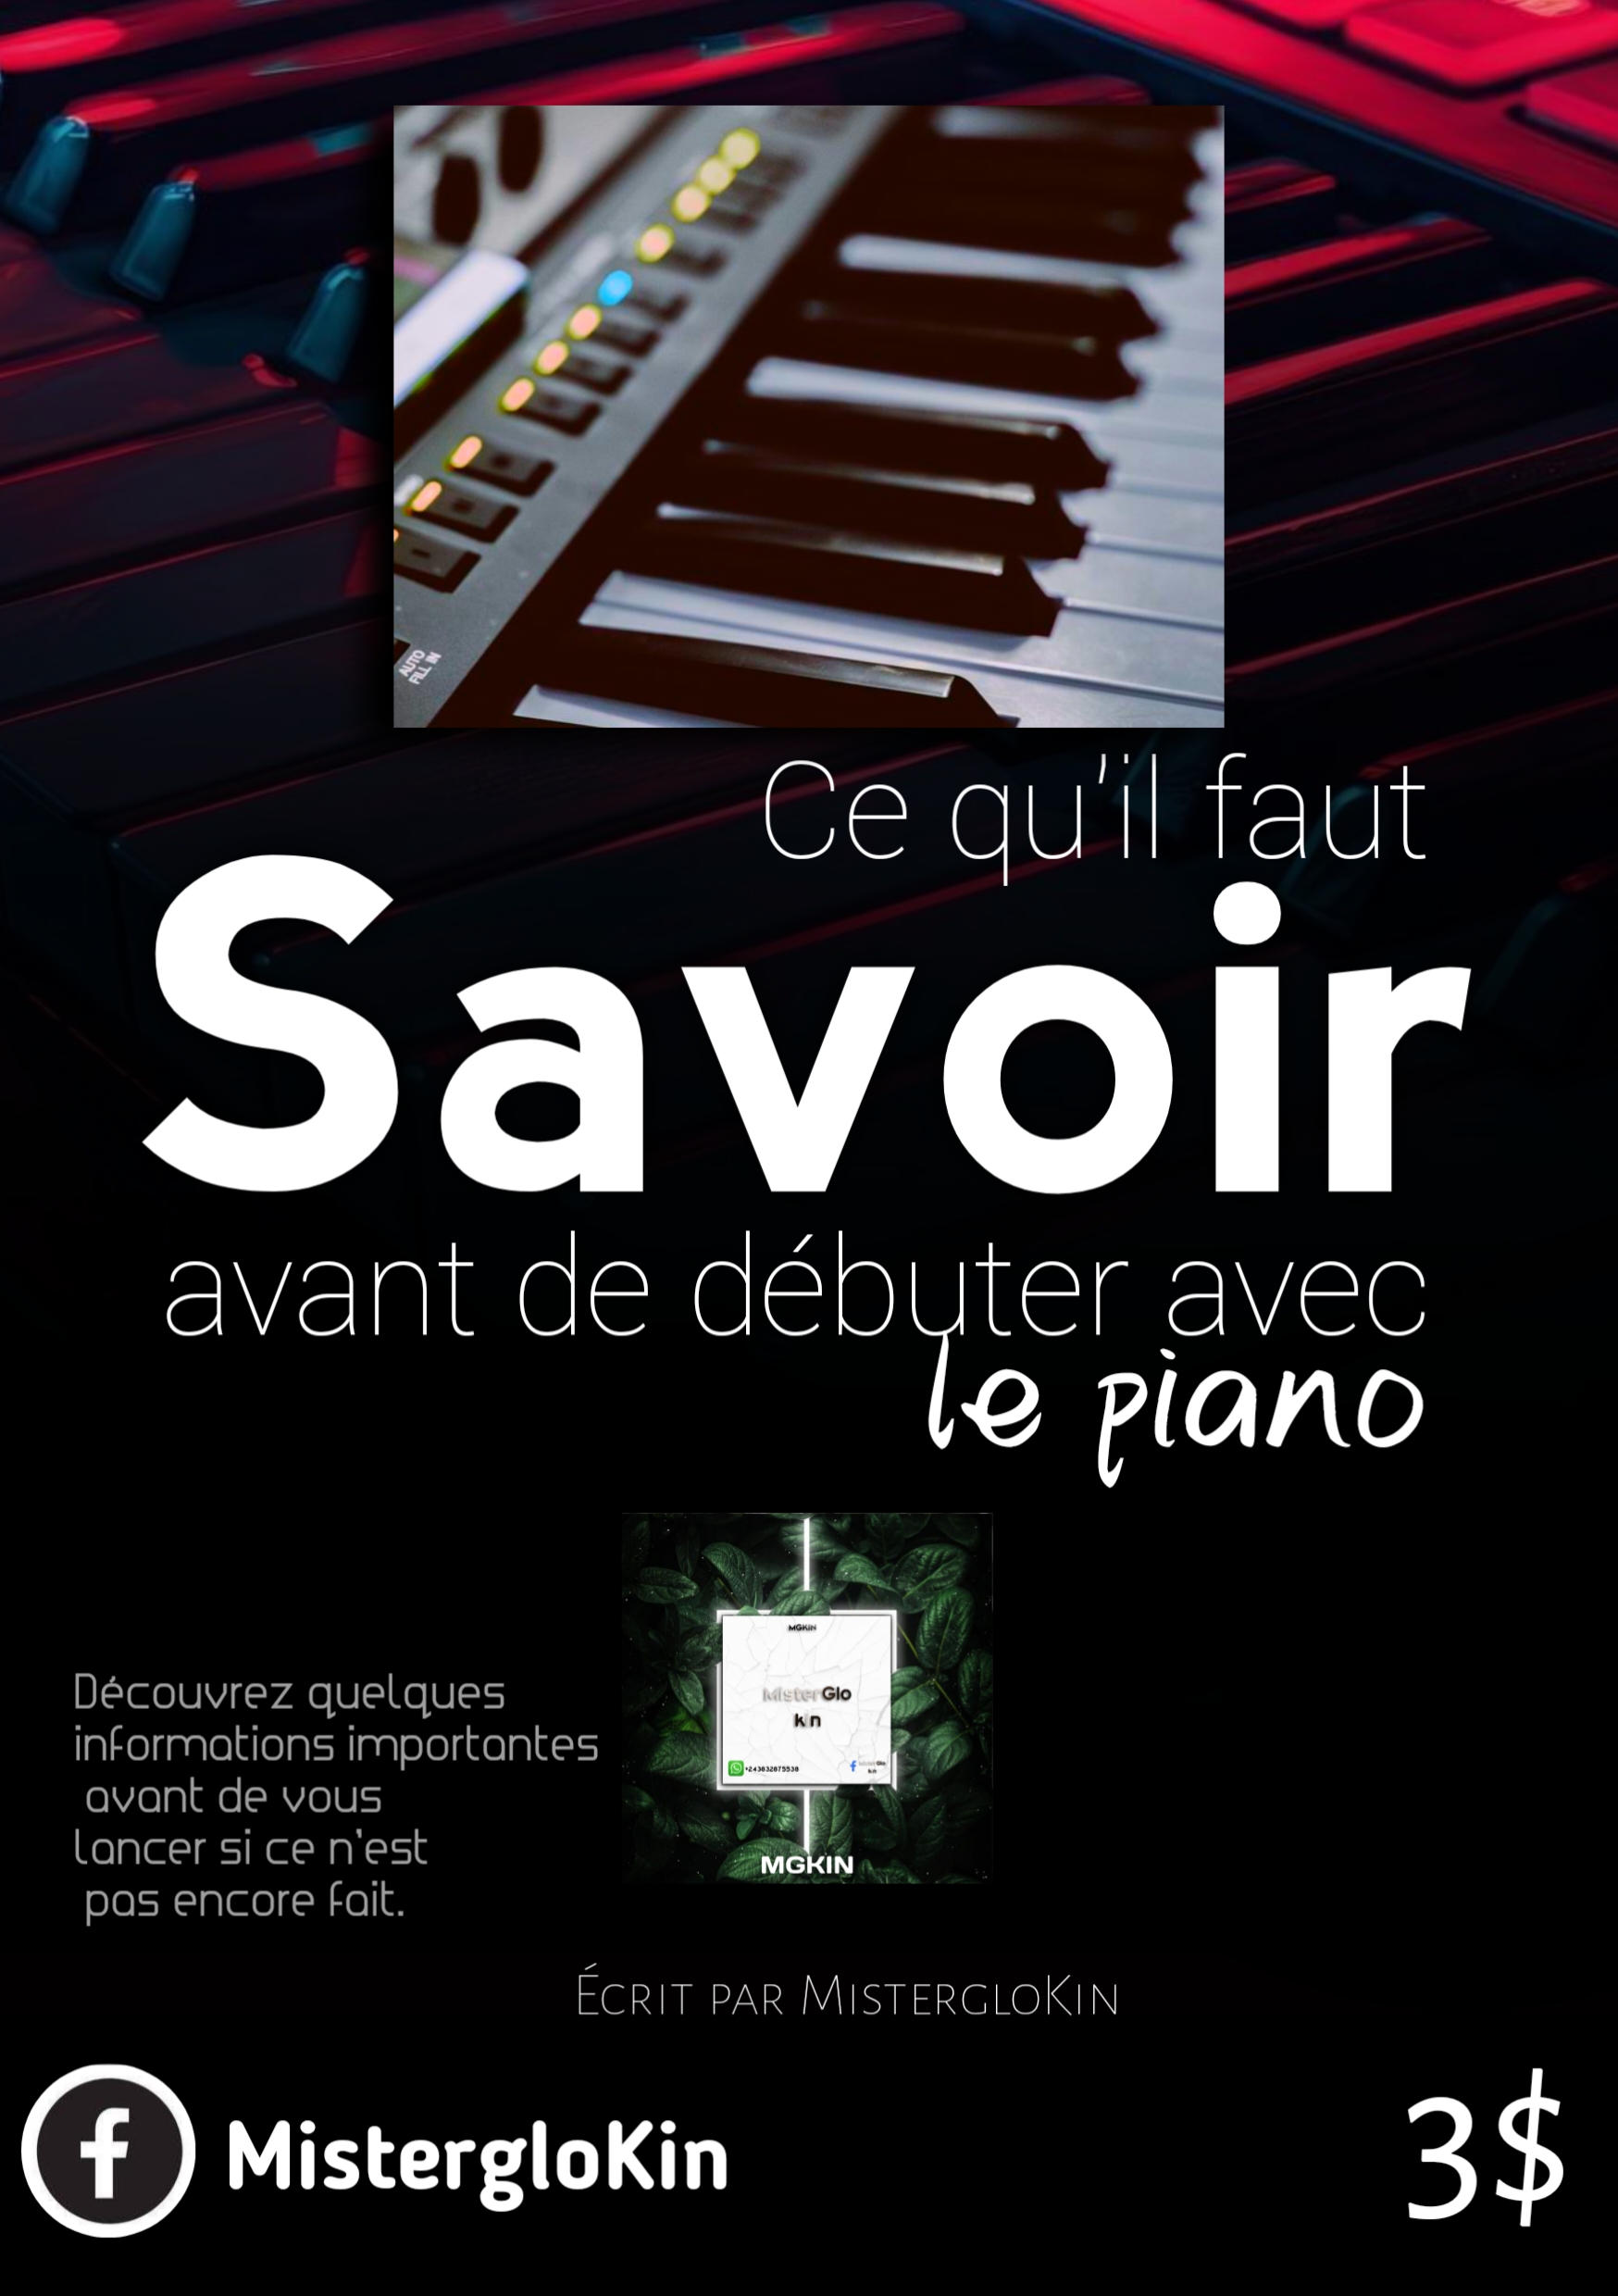 AUTO
FILL IN
Ce qu'il faut
Savoir
avant de débuter avec
le piano
MGKIN
MisterGlo
kin
MGKIN
Découvrez quelques
informations importantes
avant de vous
lancer si ce n'est
pas encore fait.
Écrit par MistergloKin
MistergloKin
3$